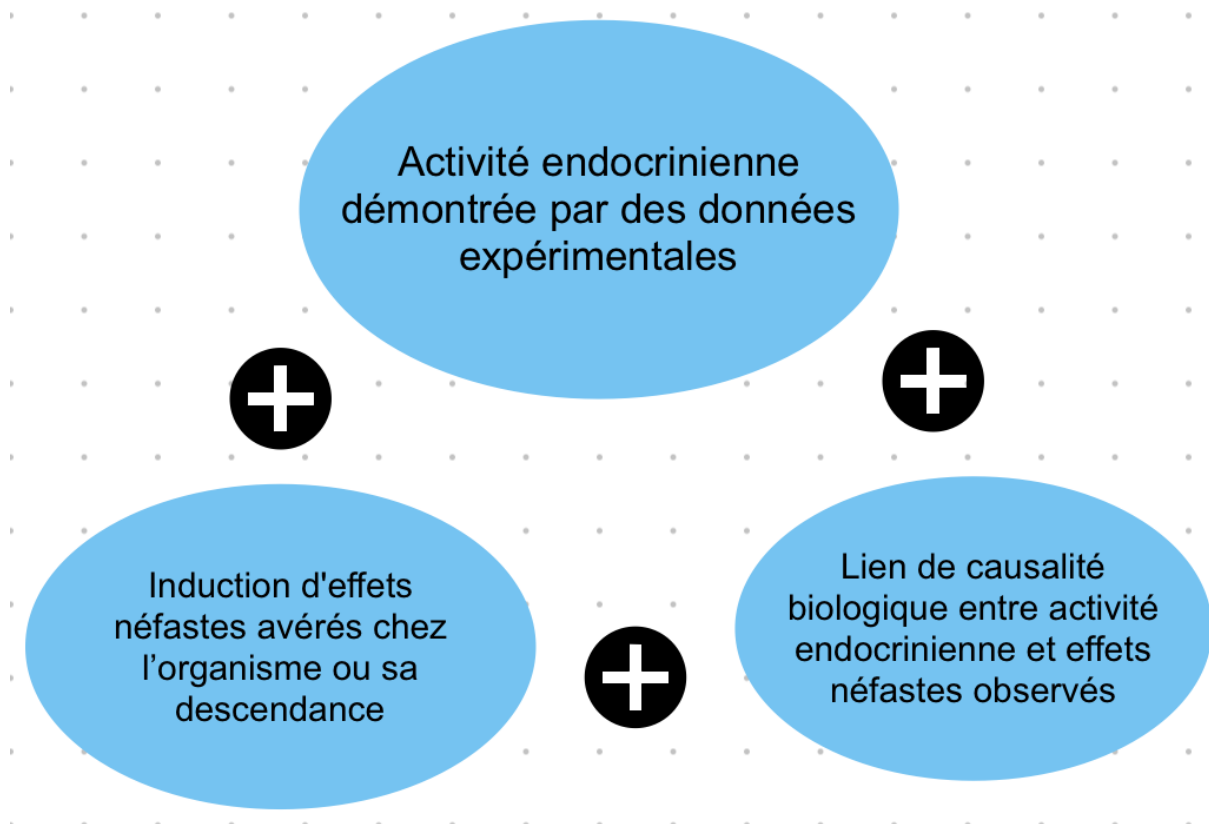 Activité endocrinienne
démontrée par des données
expérimentales
Induction d'effets
néfastes avérés chez
l’organisme ou sa
descendance
Lien de causalité
biologique entre activité
endocrinienne et effets
néfastes observés